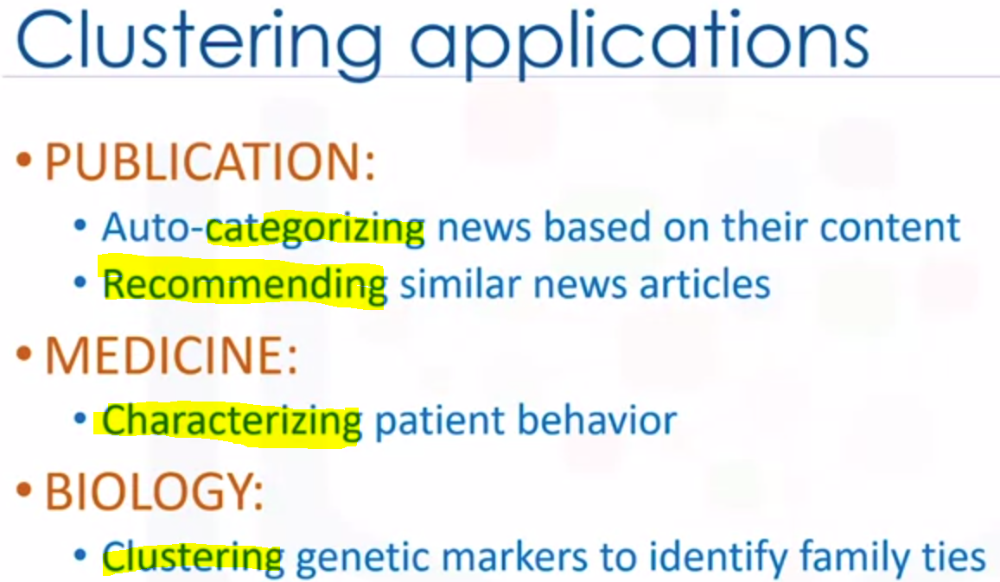 Clustering applications
• PUBLICATION:
• Auto-categorizing news based on their content
• Recommending similar news articles
• MEDICINE:
• Characterizing patient behavior
• BIOLOGY:
• Clustering genetic markers to identify family ties